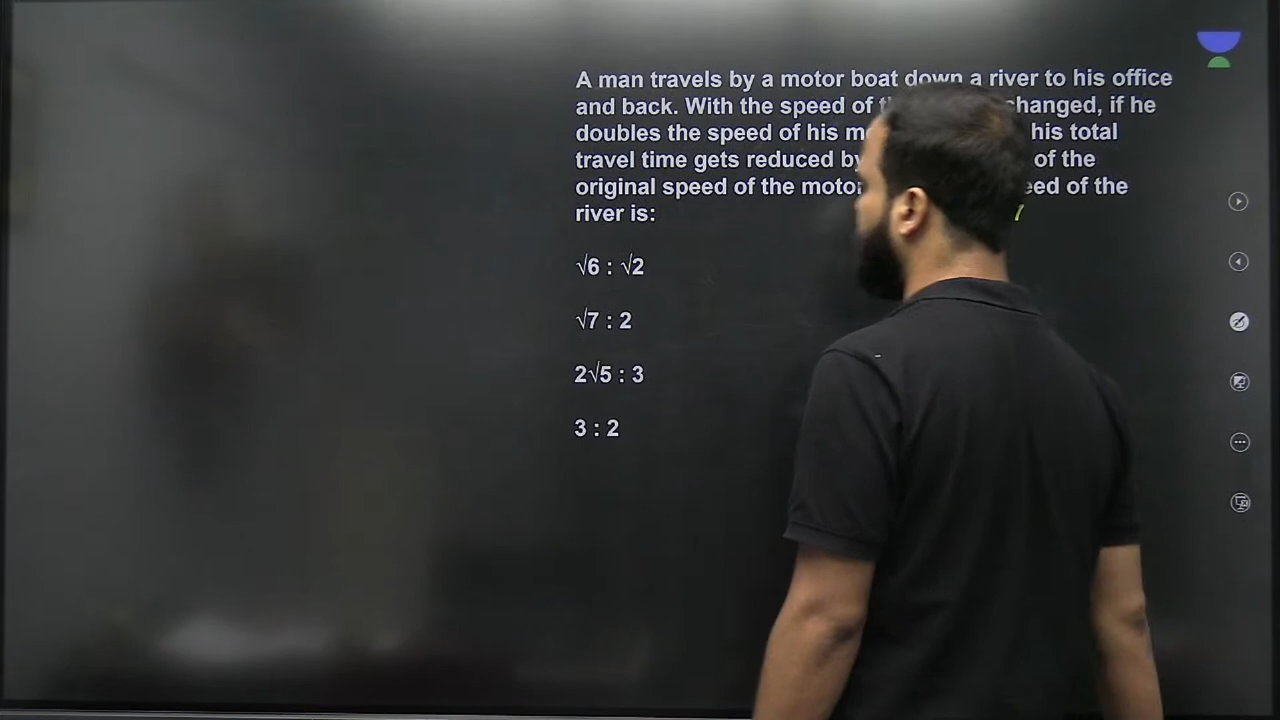 A man travels by a motor boat down a river to his office
and back. With the speed of changed, if he
doubles the speed of his his total
travel time gets reduced by of the
original speed of the motor of the
river is:
√6 : √2
√7 : 2
2√5 : 3
3 : 2
7